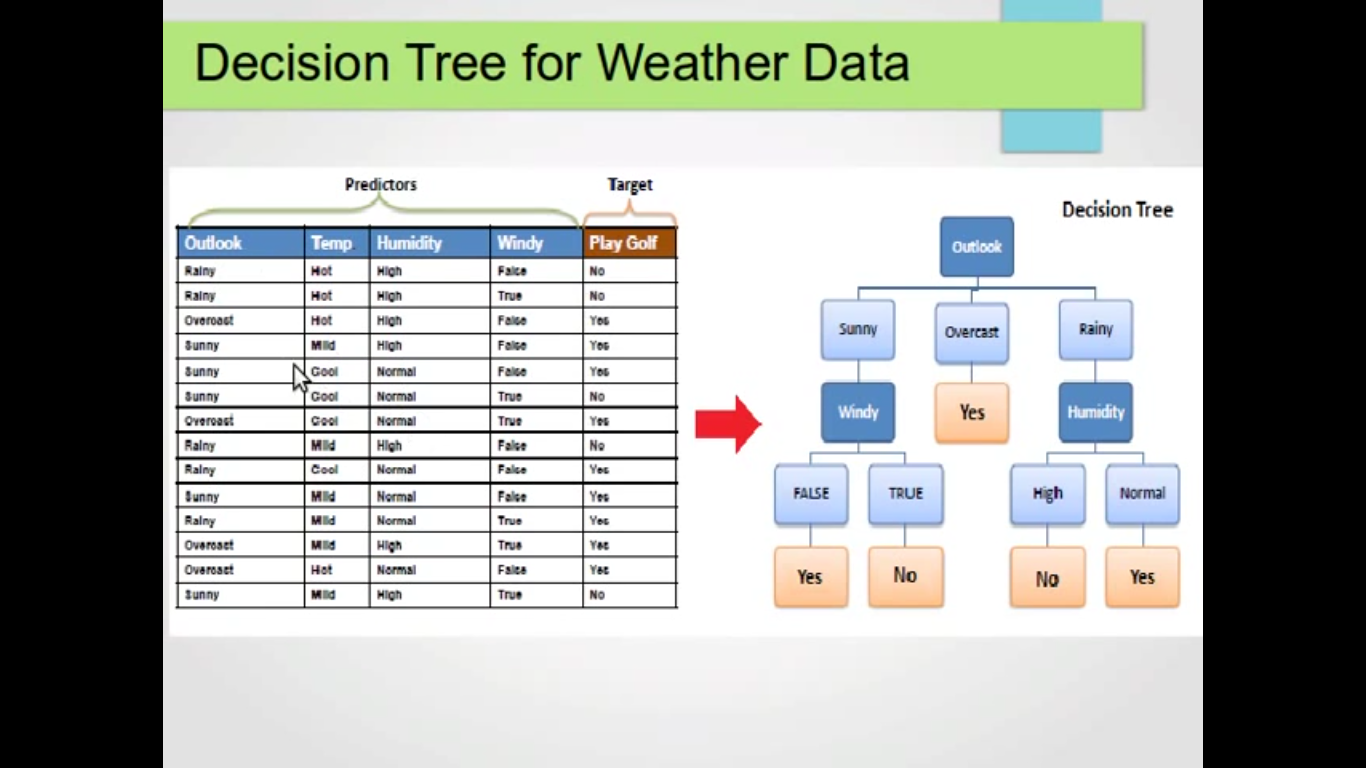 Decision Tree for Weather Data
Predictors Target
Outlook Temp. Humidity Windy Play Golf
Rainy Hot High False No
Rainy Hot High True No
Overcast Hot High False Yes
Sunny Mild High False Yes
Sunny Cool Normal False Yes
Sunny Cool Normal True No
Overcast Cool Normal True Yes
Rainy Mild High False No
Rainy Cool Normal False Yes
Sunny Mild Normal False Yes
Rainy Mild Normal True Yes
Overcast Mild High True Yes
Overcast Hot Normal False Yes
Sunny Mild High True No
Decision Tree
Outlook
Sunny Overcast Rainy
Windy Yes Humidity
FALSE TRUE High Normal
Yes No No Yes